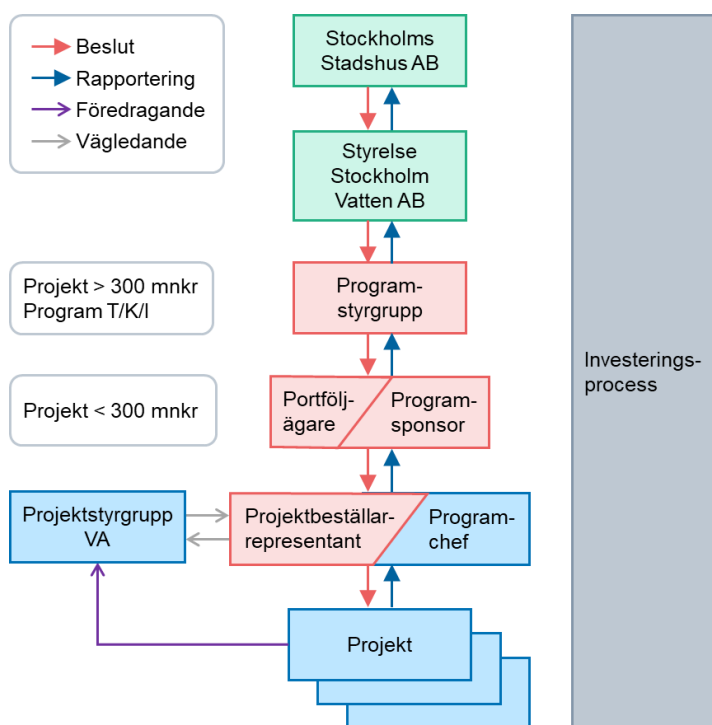 Beslut
Rapportering
Föredragande
Vägledande
Stockholms
Stadshus AB
Styrelse
Stockholm
Vatten AB
Projekt > 300 mnkr
Program T/K/I
Program-
styrgrupp
Projekt < 300 mnkr
Portfölj-
ägare
Program-
sponsor
Investerings-
process
Projektstyrgrupp
VA
Projektbeställar-
representant
Program-
chef
Projekt